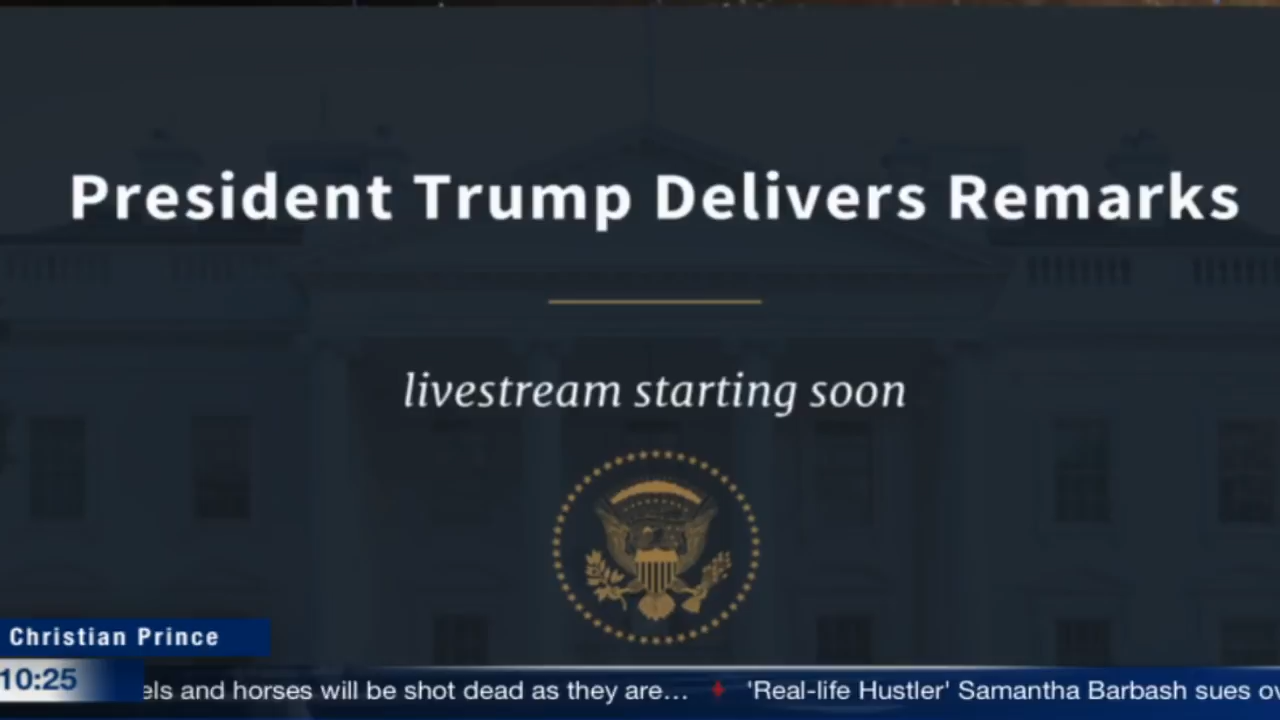 President Trump Delivers Remarks
livestream starting soon
Christian Prince
10:25
els and horses will be shot dead as they are... 'Real-life Hustler' Samantha Barbash sues ov